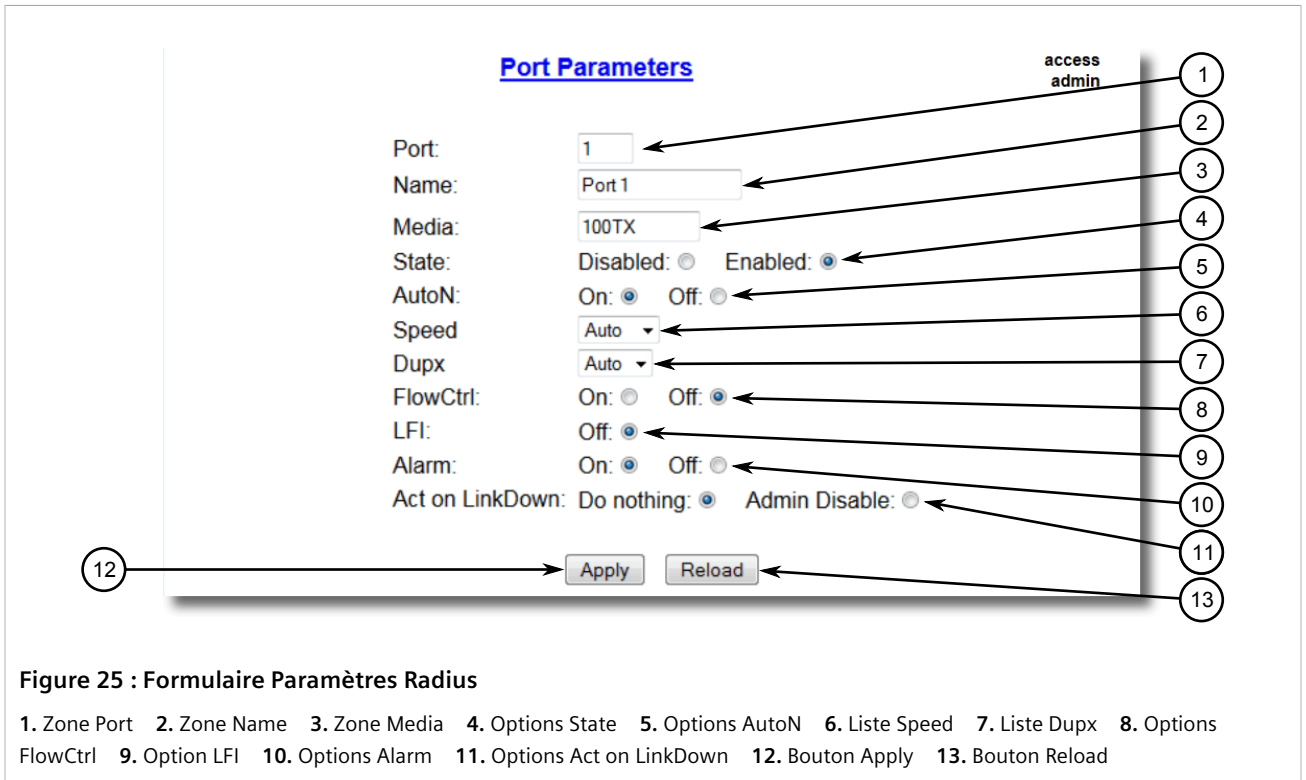 Port Parameters
access
admin
1
Port: 1
2
Name: Port 1
3
Media: 100TX
4
State: Disabled: Enabled:
5
AutoN: On: Off:
6
Speed Auto
7
Dupx Auto
8
FlowCtrl: On: Off:
9
LFI: Off:
10
Alarm: On: Off:
11
Act on LinkDown: Do nothing: Admin Disable:
12
Apply Reload
13
Figure 25 : Formulaire Paramètres Radius
1. Zone Port 2. Zone Name 3. Zone Media 4. Options State 5. Options AutoN 6. Liste Speed 7. Liste Dupx 8. Options
FlowCtrl 9. Option LFI 10. Options Alarm 11. Options Act on LinkDown 12. Bouton Apply 13. Bouton Reload